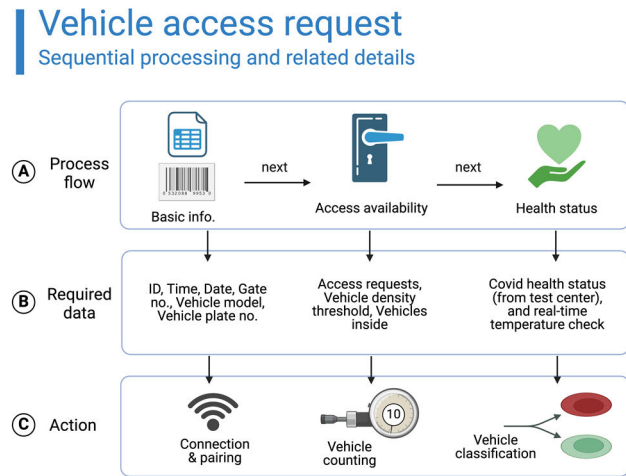 Vehicle access request
Sequential processing and related details
A
Process
flow
next
next
Basic info.
Access availability
Health status
B
Required
data
ID, Time, Date, Gate
no., Vehicle model,
Vehicle plate no.
Access requests,
Vehicle density
threshold, Vehicles
inside
Covid health status
(from test center),
and real-time
temperature check
C
Action
Connection
& pairing
10
Vehicle
counting
Vehicle
classification